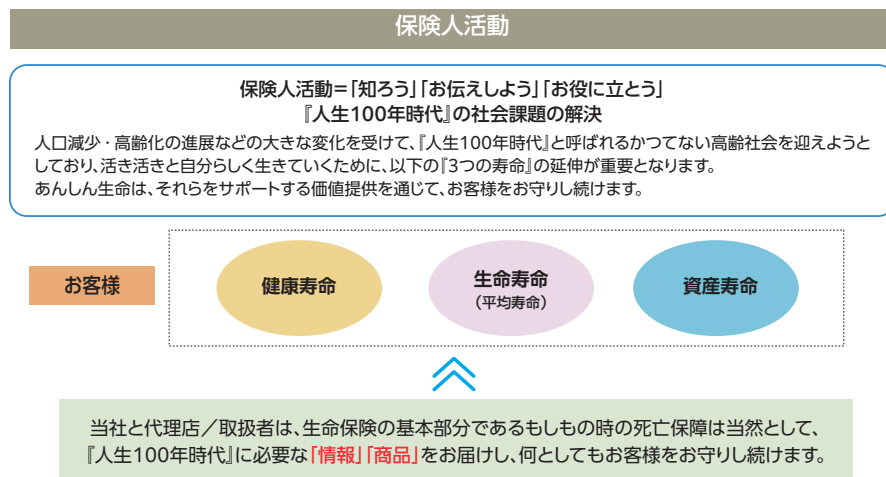 保険人活動
保険人活動=「知ろう」「お伝えしよう」「お役に立とう」
『人生100年時代』の社会課題の解決
人口減少・高齢化の進展などの大きな変化を受けて、『人生100年時代』と呼ばれるかつてない高齢社会を迎えようと
しており、活き活きと自分らしく生きていくために、以下の『3つの寿命』の延伸が重要となります。
あんしん生命は、それらをサポートする価値提供を通じて、お客様をお守りし続けます。
お客様
健康寿命
生命寿命
(平均寿命)
資産寿命
当社と代理店／取扱者は、生命保険の基本部分であるもしもの時の死亡保障は当然として、
『人生100年時代』に必要な「情報」「商品」をお届けし、何としてもお客様をお守りし続けます。